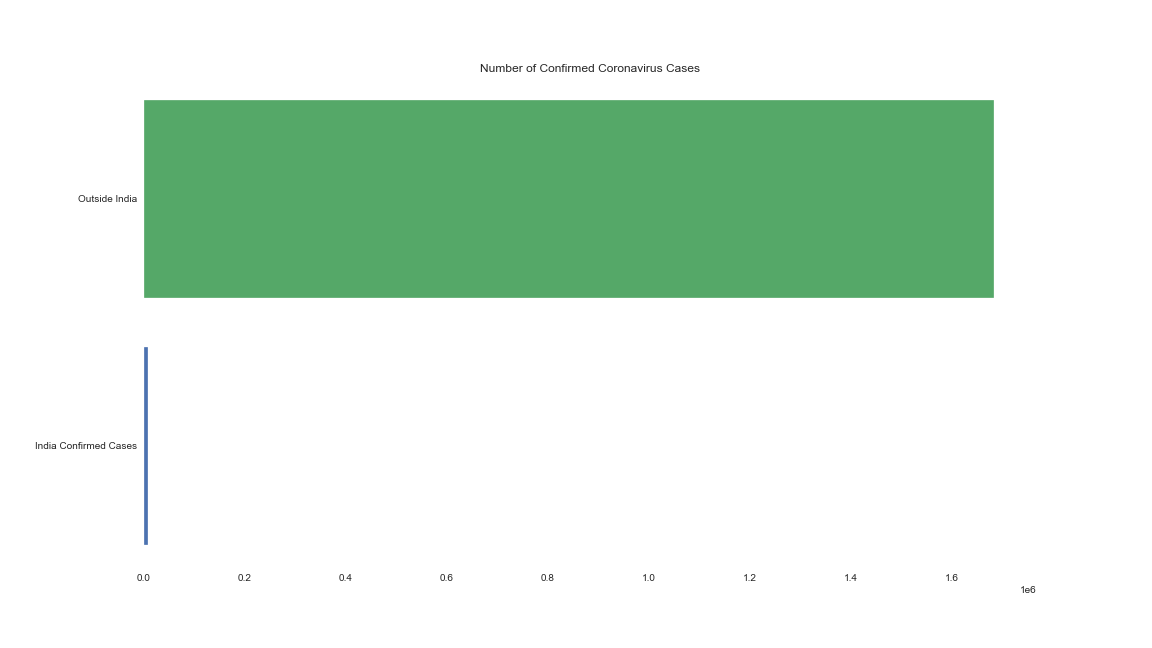 Number of Confirmed Coronavirus Cases
Outside India
India Confirmed Cases
0.0 0.2 0.4 0.6 0.8 1.0 1.2 1.4 1.6
1e6